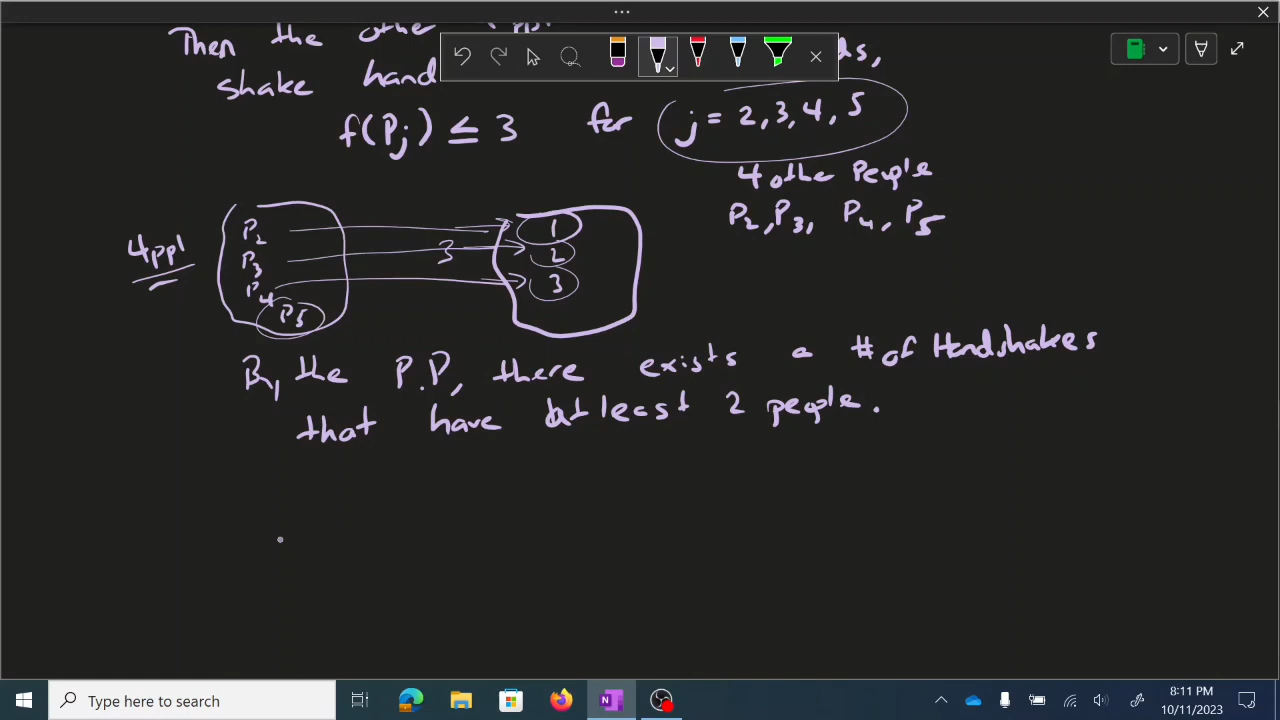 Then the other
shake hand ds,
f(Pj) ≤ 3 for j = 2,3,4,5
4 othe People
P2,P3, P4, P5
4ppl
P2
P3
P4
P5
3
1
2
3
By the P.P, there exists a # of Handshakes
that have at least 2 people.
Type here to search
8:11 PM
10/11/2023